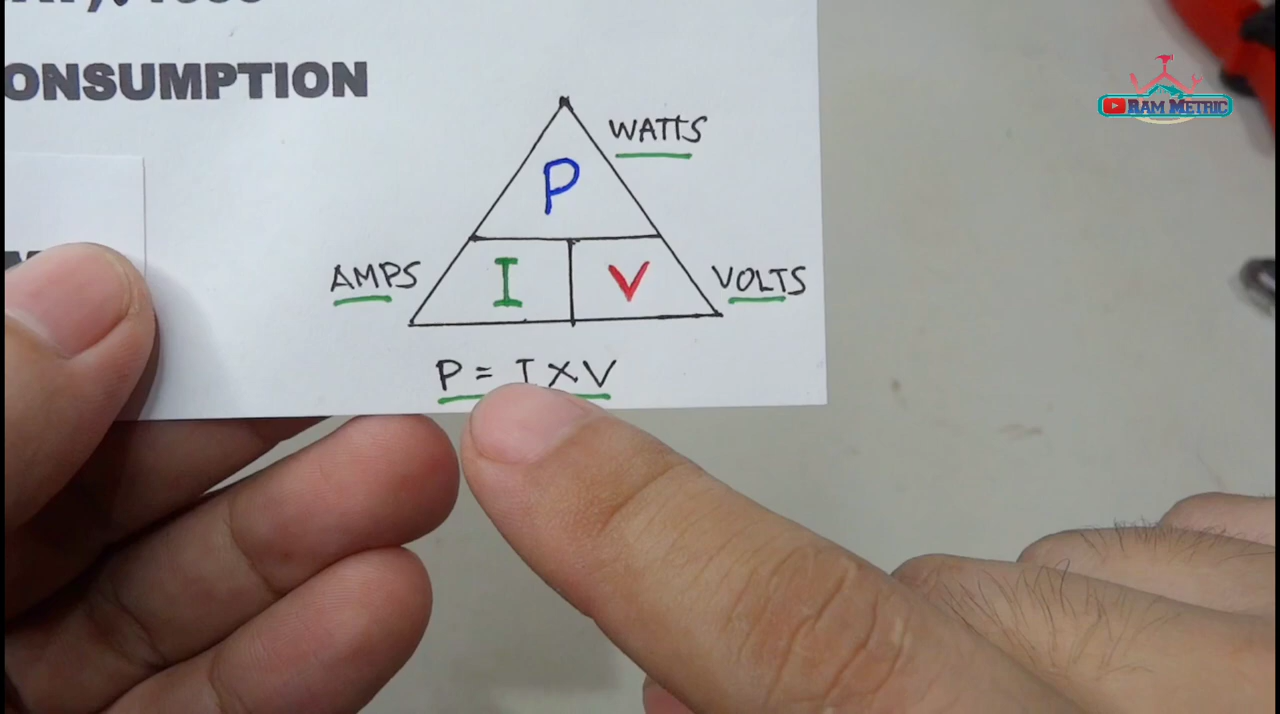 ONSUMPTION
WATTS
P
AMPS
I
V
VOLTS
P = I X V
RAM METRIC